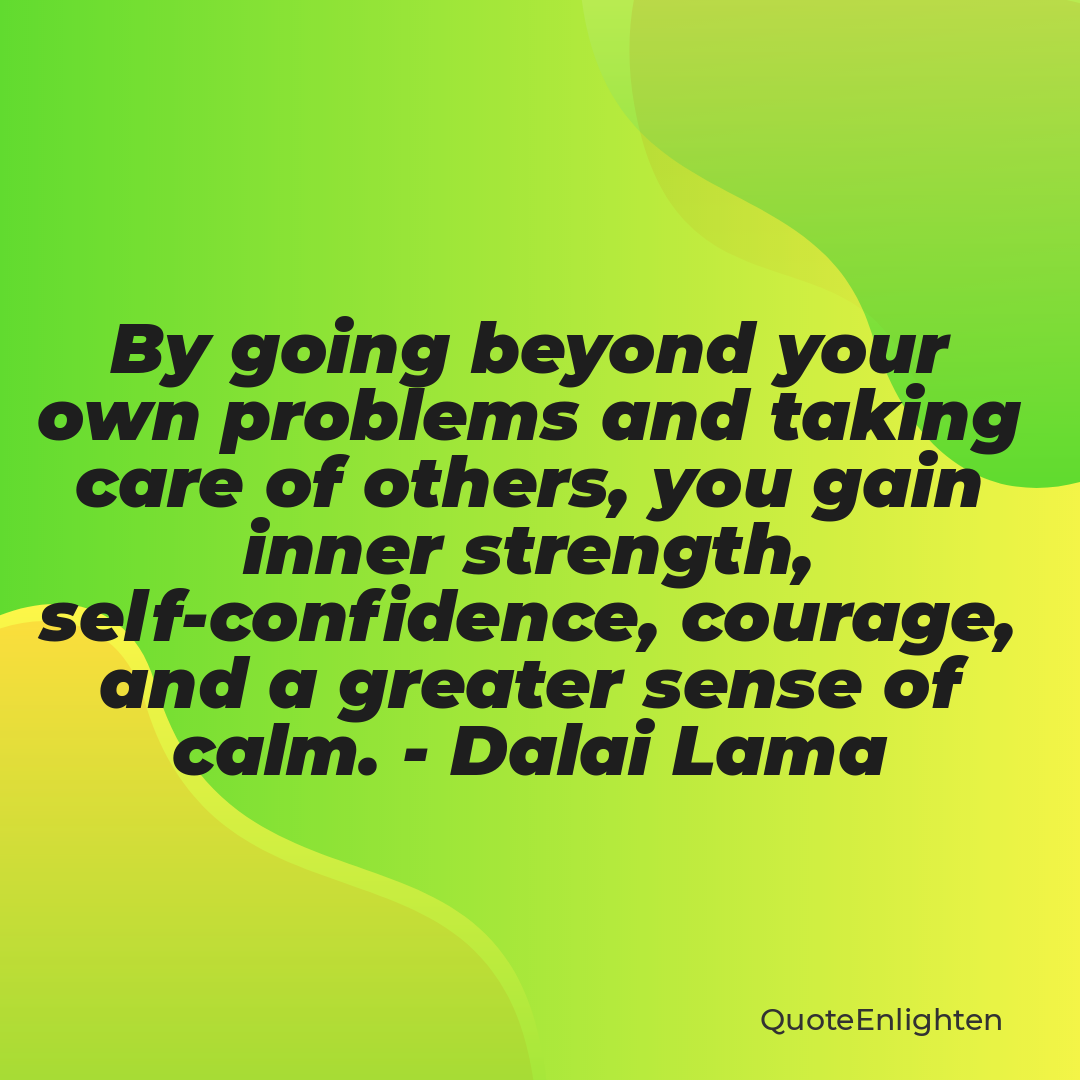 By going beyond your
own problems and taking
care of others, you gain
inner strength,
self-confidence, courage,
and a greater sense of
calm. - Dalai Lama
QuoteEnlighten